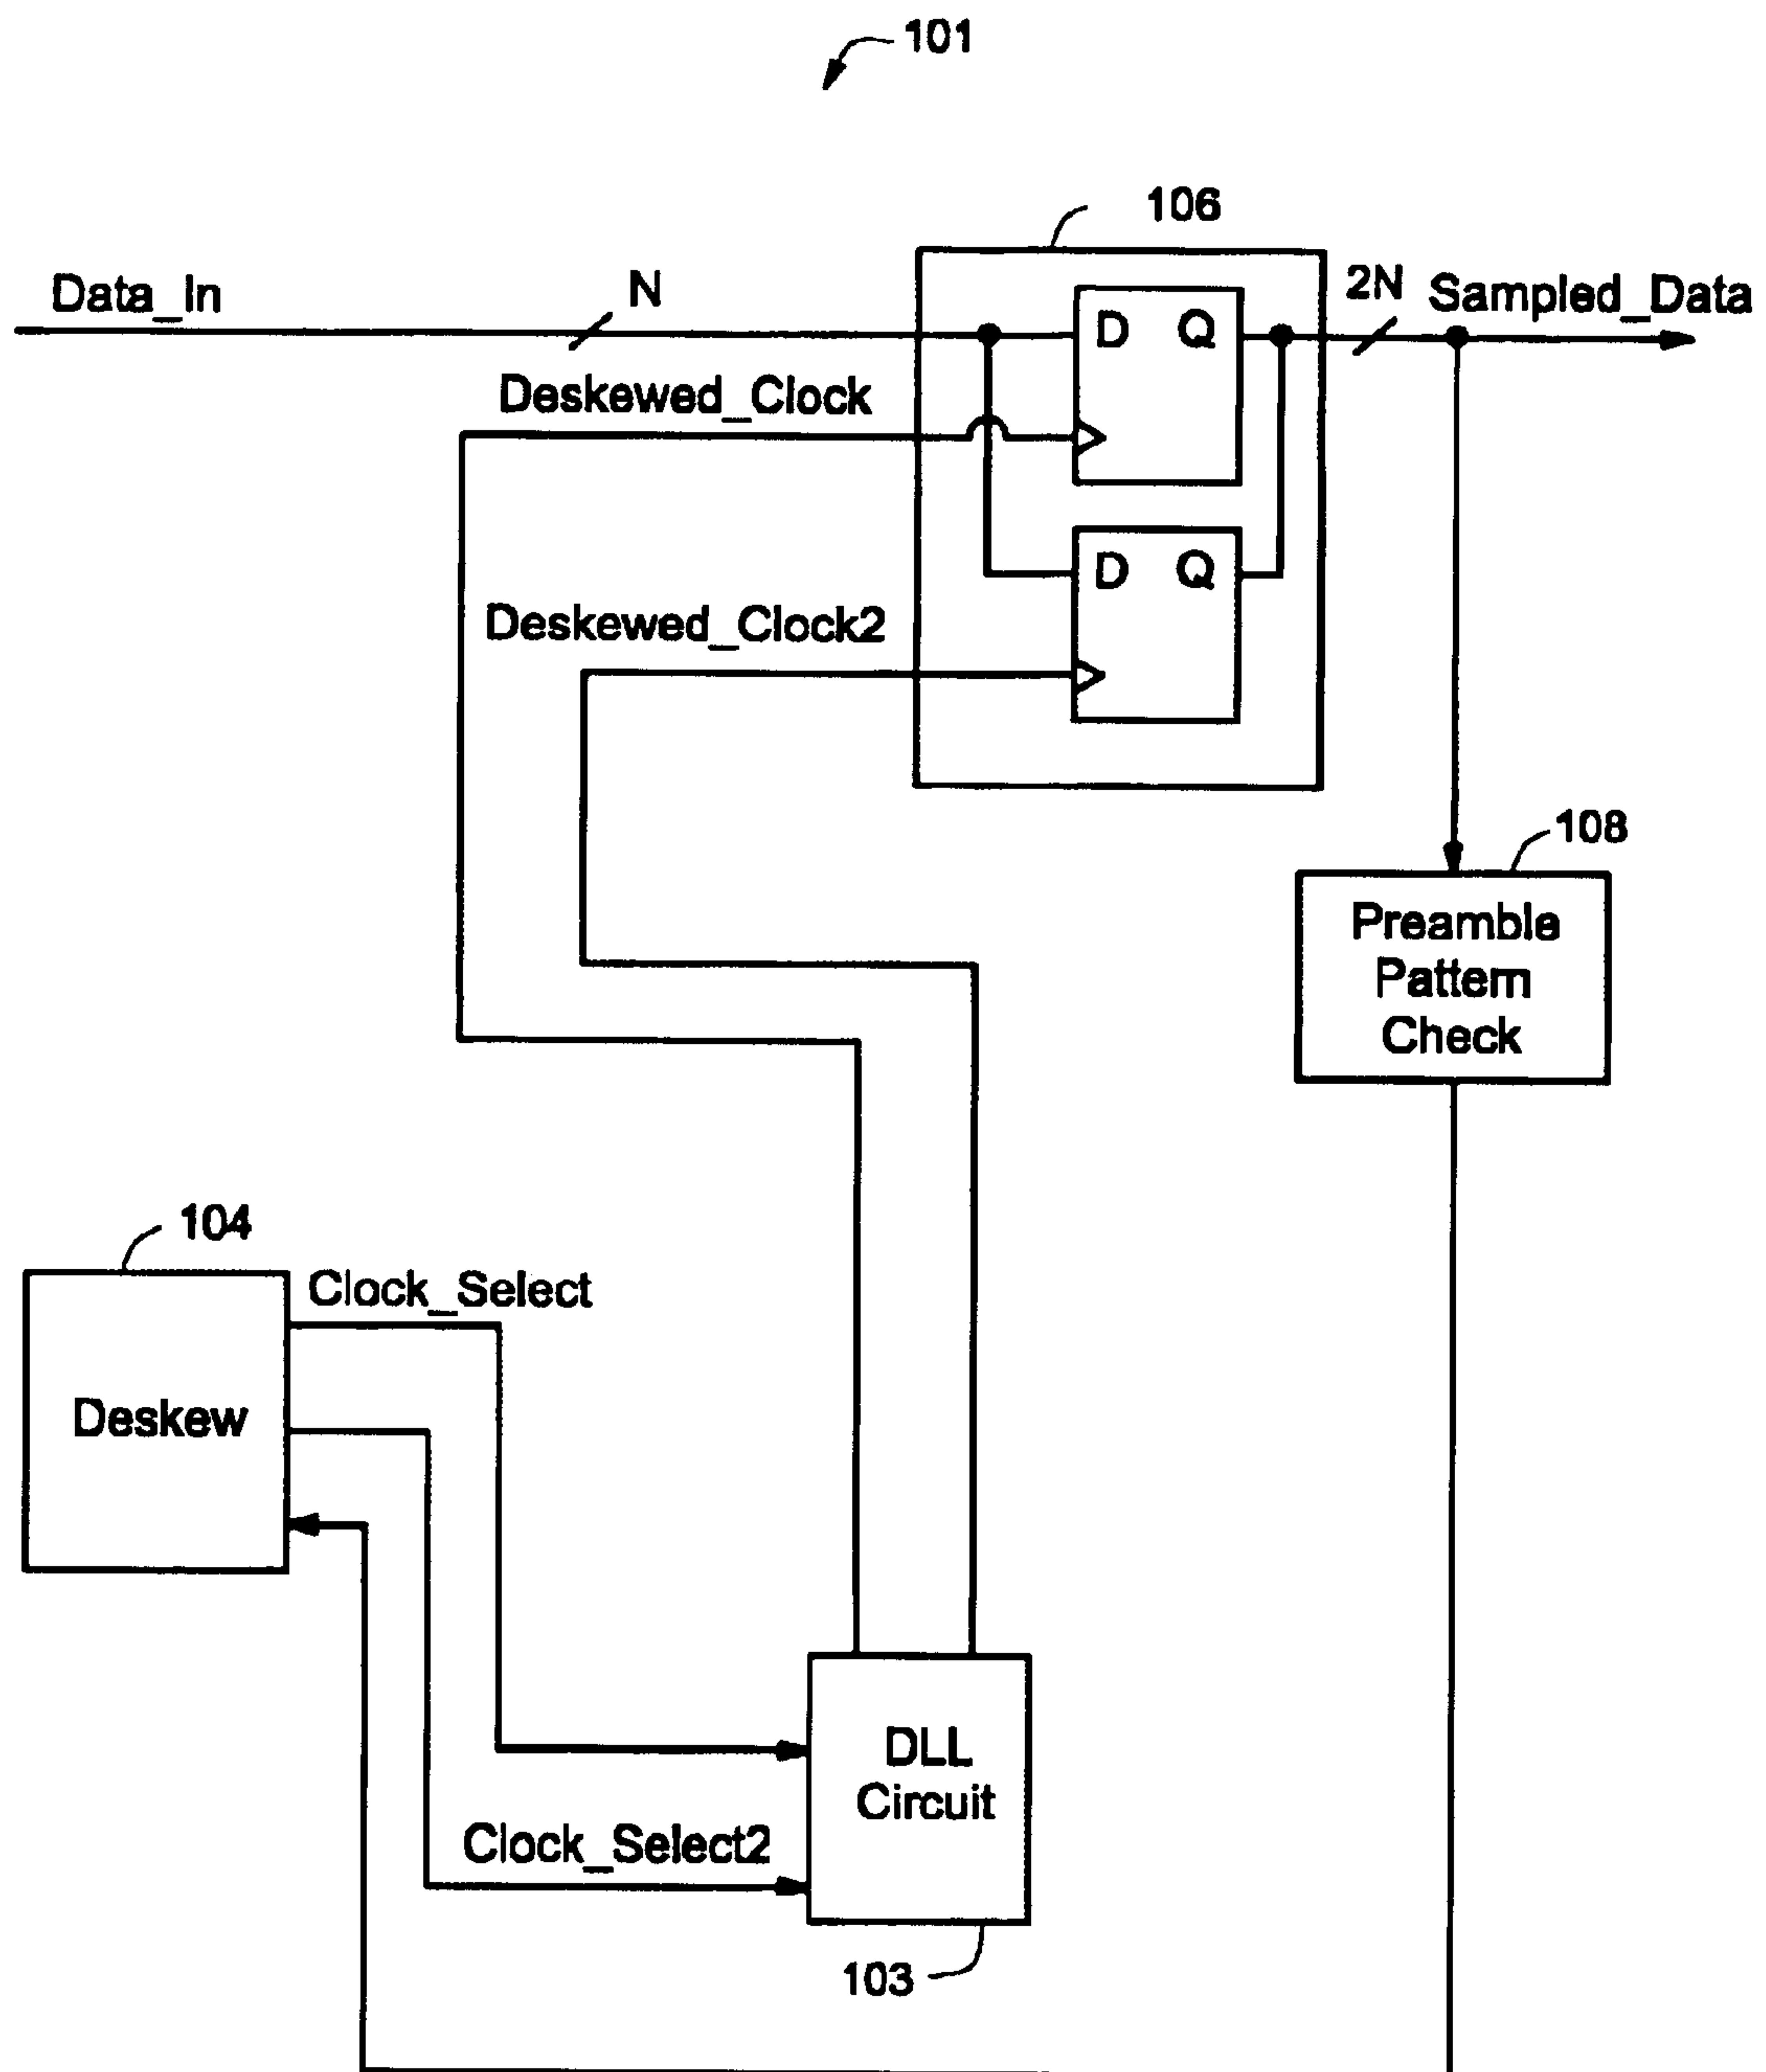 101
106
Data_In
N
2N
Sampled_Data
D Q
Deskewed_Clock
D Q
Deskewed_Clock2
108
Preamble
Pattern
Check
104
Clock_Select
Deskew
DLL
Circuit
Clock_Select2
103